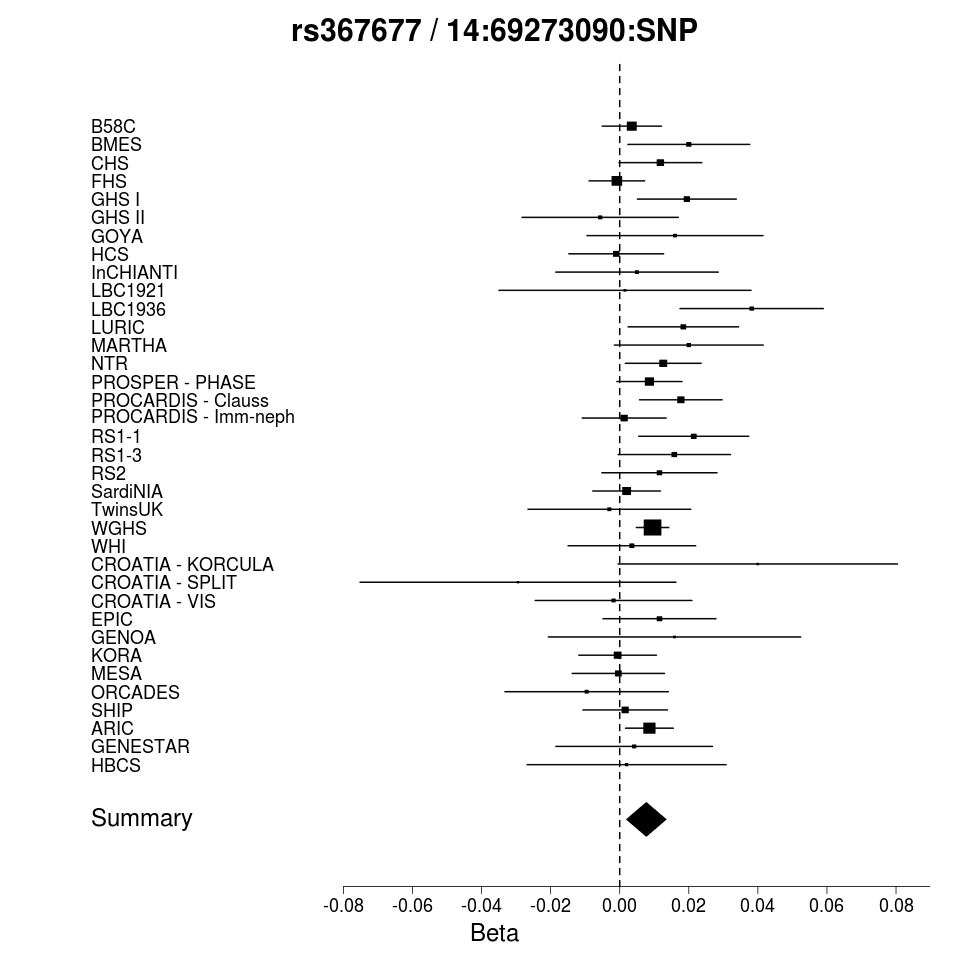 rs367677 / 14:69273090:SNP
B58C
BMES
CHS
FHS
GHS I
GHS II
GOYA
HCS
InCHIANTI
LBC1921
LBC1936
LURIC
MARTHA
NTR
PROSPER - PHASE
PROCARDIS - Clauss
PROCARDIS - Imm-neph
RS1-1
RS1-3
RS2
SardiNIA
TwinsUK
WGHS
WHI
CROATIA - KORCULA
CROATIA - SPLIT
CROATIA - VIS
EPIC
GENOA
KORA
MESA
ORCADES
SHIP
ARIC
GENESTAR
HBCS
Summary
-0.08 -0.06 -0.04 -0.02 0.00 0.02 0.04 0.06 0.08
Beta